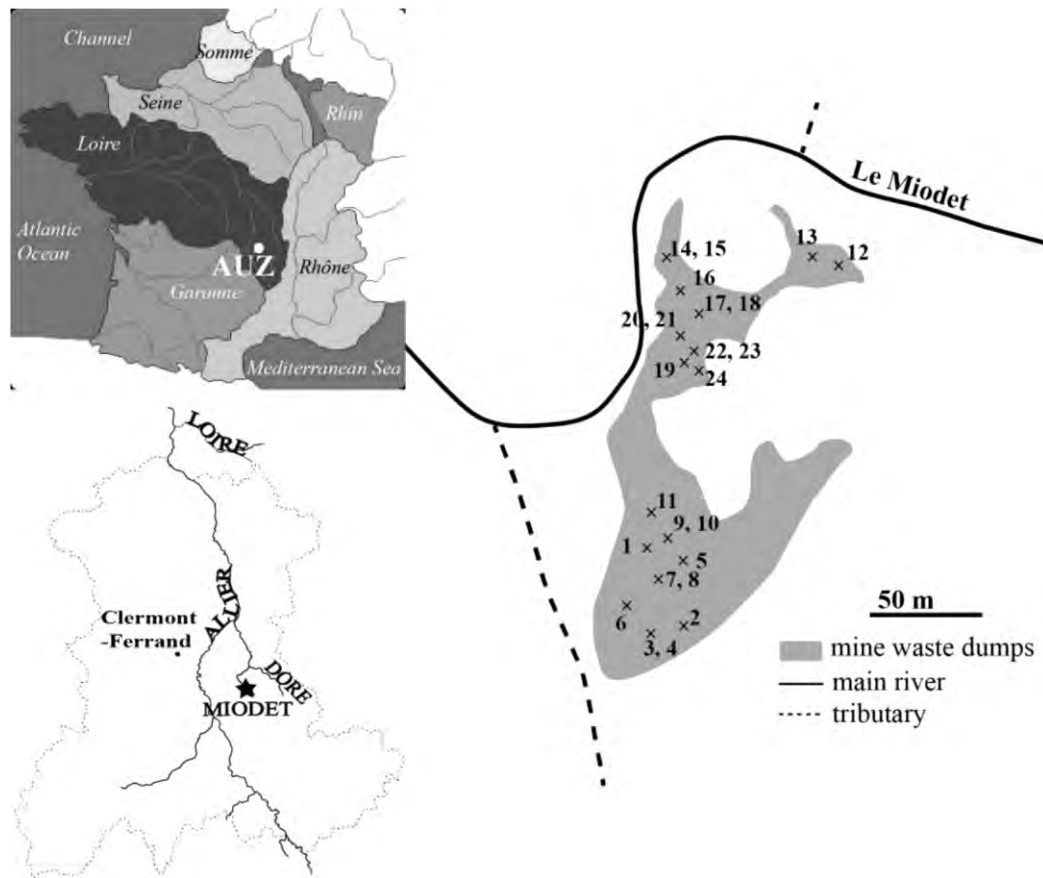 Channel
Somme
Seine
Rhin
Loire
Atlantic
Ocean
AUZ
Rhône
Garonne
Mediterranean Sea
LOIRE
ALLIER
Clermont
-Ferrand
DORE
MIODET
Le Miodet
13
12
14, 15
16
17, 18
20, 21
22, 23
19
24
11
9, 10
1
5
7, 8
6
2
3, 4
50 m
mine waste dumps
main river
tributary